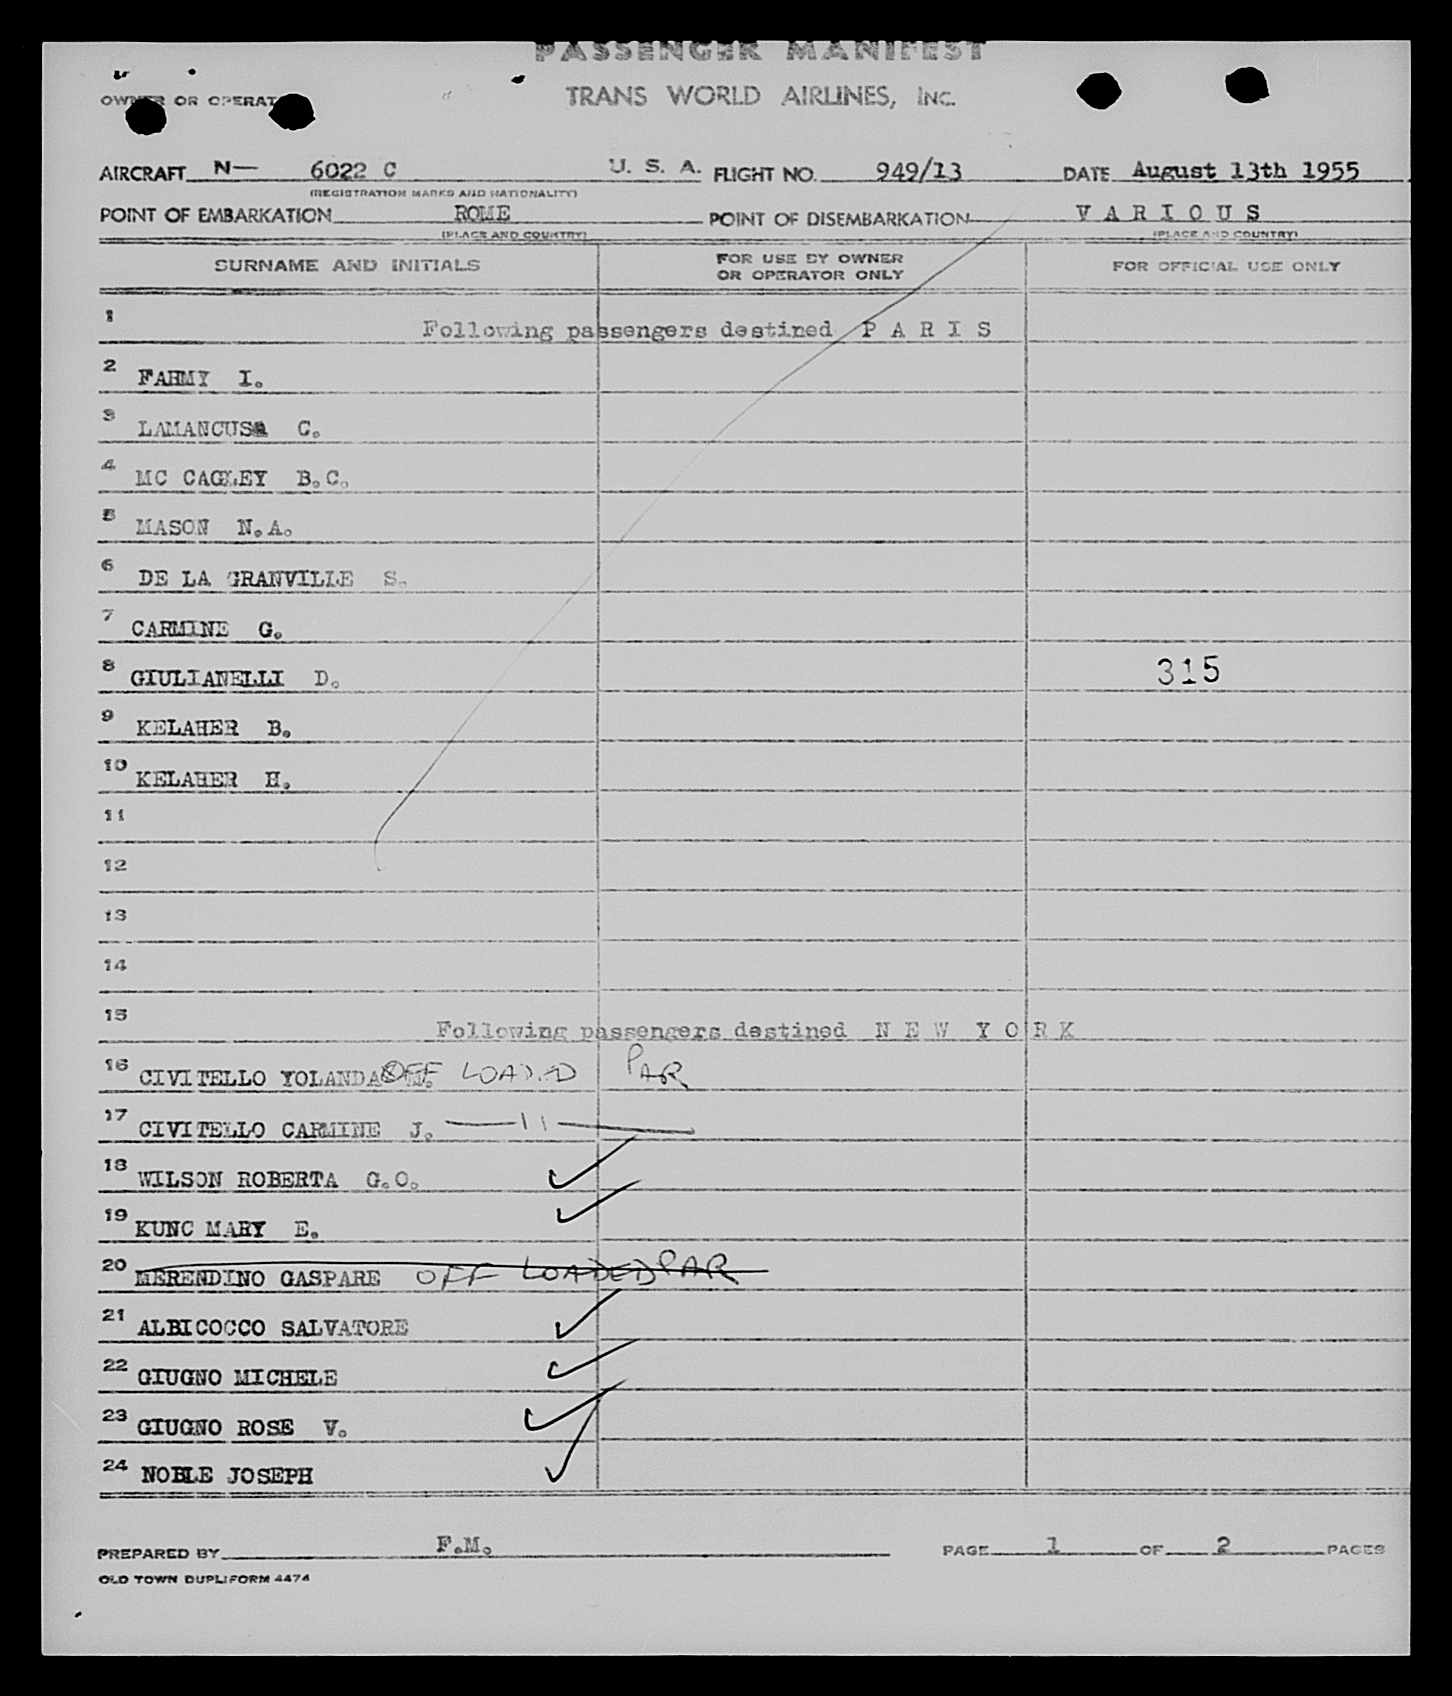 PASSENGER MANIFEST
OWNER OR OPERATOR TRANS WORLD AIRLINES, INC.
AIRCRAFT N— 6022 C U. S. A. FLIGHT NO. 949/13 DATE August 13th 1955
(REGISTRATION MARKS AND NATIONALITY)
POINT OF EMBARKATION ROME POINT OF DISEMBARKATION V A R I O U S
(PLACE AND COUNTRY) (PLACE AND COUNTRY)
SURNAME AND INITIALS FOR USE BY OWNER OR OPERATOR ONLY FOR OFFICIAL USE ONLY
1 Following passengers destined P A R I S
2 FAHMY I.
3 LAMANCUSA C.
4 MC CAGLEY B.C.
5 MASON N.A.
6 DE LA GRANVILLE S.
7 CARMINE G.
8 GIULIANELLI D. 315
9 KELAHER B.
10 KELAHER H.
11
12
13
14
15 Following passengers destined N E W Y O R K
16 CIVITELLO YOLANDA M. OFF LOADED PAR
17 CIVITELLO CARMINE J. — 11 —
18 WILSON ROBERTA G.O.
19 KUNC MARY E.
20 MERENDINO GASPARE OFF LOADED PAR
21 ALBICOCCO SALVATORE
22 GIUGNO MICHELE
23 GIUGNO ROSE V.
24 NOBLE JOSEPH
PREPARED BY F.M. PAGE 1 OF 2 PAGES
OLD TOWN DUPLIFORM 4474